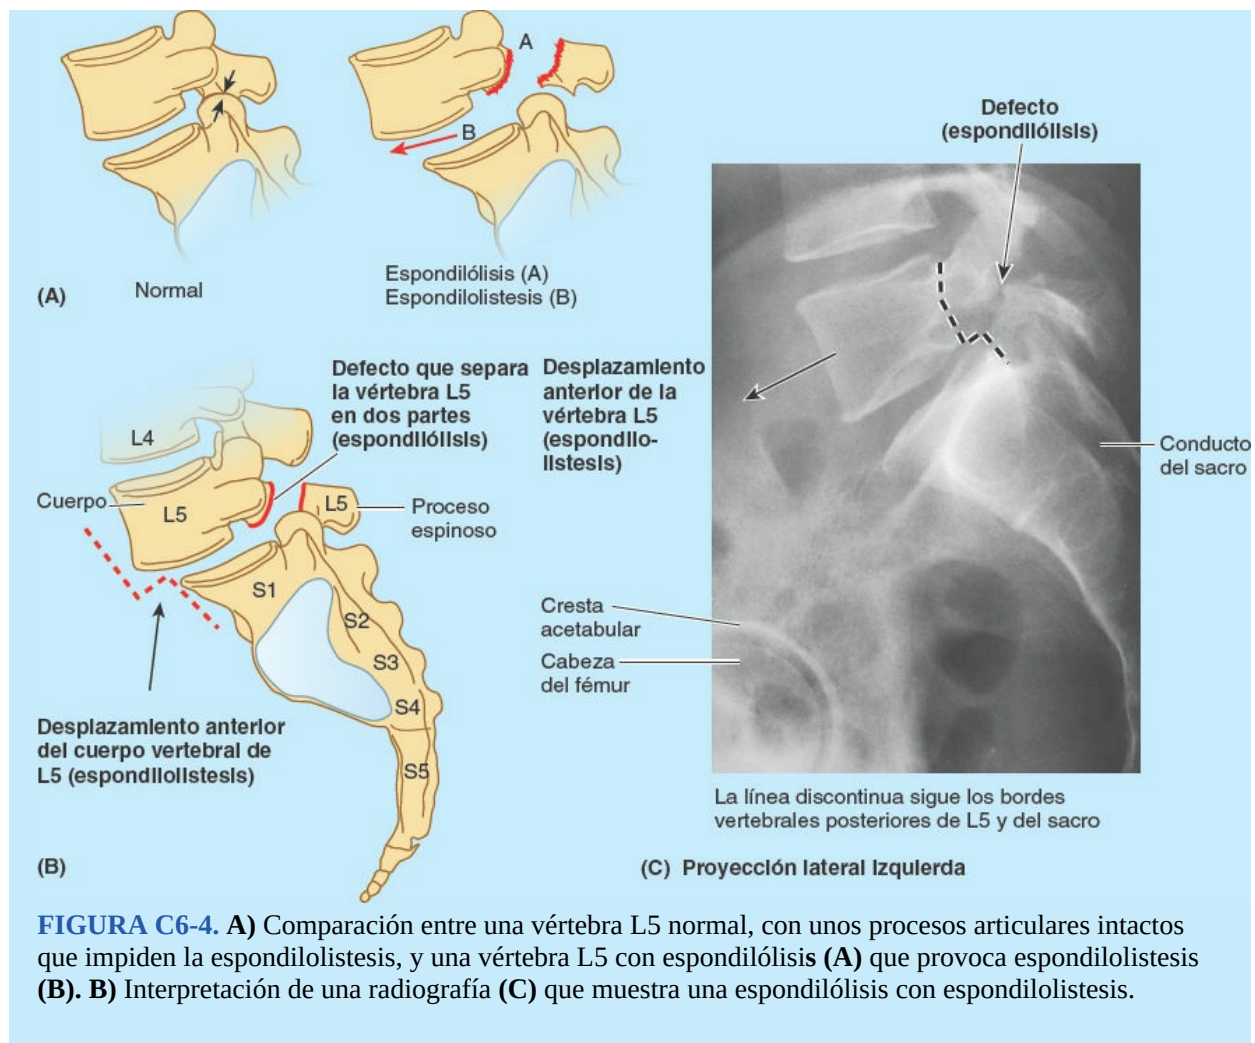 A
B
Normal
(A)
Espondilólisis (A)
Espondilolistesis (B)
Defecto
(espondilólisis)
Defecto que separa
la vértebra L5
en dos partes
(espondilólisis)
Desplazamiento
anterior de la
vértebra L5
(espondilo-
listesis)
L4
Cuerpo
L5
L5
Proceso
espinoso
S1
S2
S3
S4
S5
Desplazamiento anterior
del cuerpo vertebral de
L5 (espondilolistesis)
(B)
Conducto
del sacro
Cresta
acetabular
Cabeza
del fémur
La línea discontinua sigue los bordes
vertebrales posteriores de L5 y del sacro
(C) Proyección lateral izquierda
FIGURA C6-4. A) Comparación entre una vértebra L5 normal, con unos procesos articulares intactos
que impiden la espondilolistesis, y una vértebra L5 con espondilólisis (A) que provoca espondilolistesis
(B). B) Interpretación de una radiografía (C) que muestra una espondilólisis con espondilolistesis.